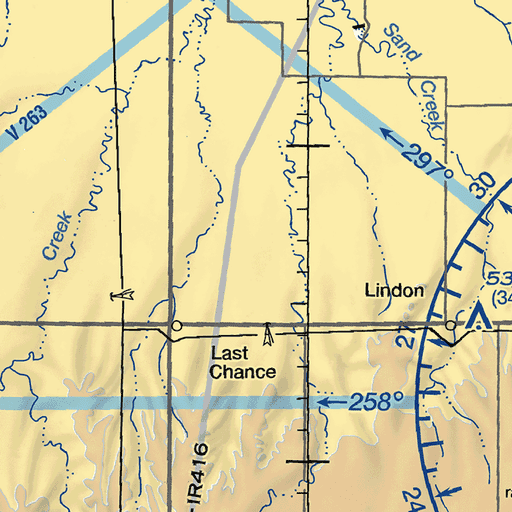 Sand
Creek
V 263
297°
30
Creek
53
(34
Lindon
27
Last
Chance
258°
IR416
24